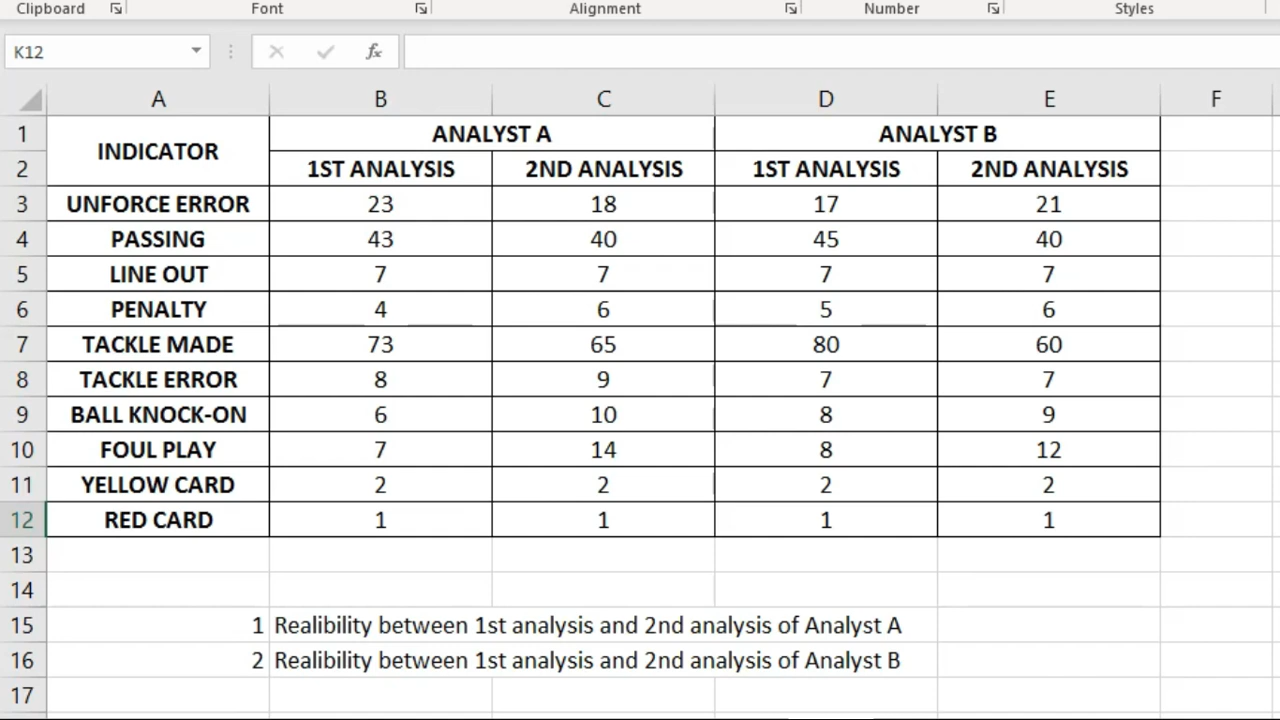 Clipboard Font Alignment Number Styles
K12 fx
A B C D E F
1 INDICATOR ANALYST A ANALYST B
2 1ST ANALYSIS 2ND ANALYSIS 1ST ANALYSIS 2ND ANALYSIS
3 UNFORCE ERROR 23 18 17 21
4 PASSING 43 40 45 40
5 LINE OUT 7 7 7 7
6 PENALTY 4 6 5 6
7 TACKLE MADE 73 65 80 60
8 TACKLE ERROR 8 9 7 7
9 BALL KNOCK-ON 6 10 8 9
10 FOUL PLAY 7 14 8 12
11 YELLOW CARD 2 2 2 2
12 RED CARD 1 1 1 1
13
14
15 1 Realibility between 1st analysis and 2nd analysis of Analyst A
16 2 Realibility between 1st analysis and 2nd analysis of Analyst B
17